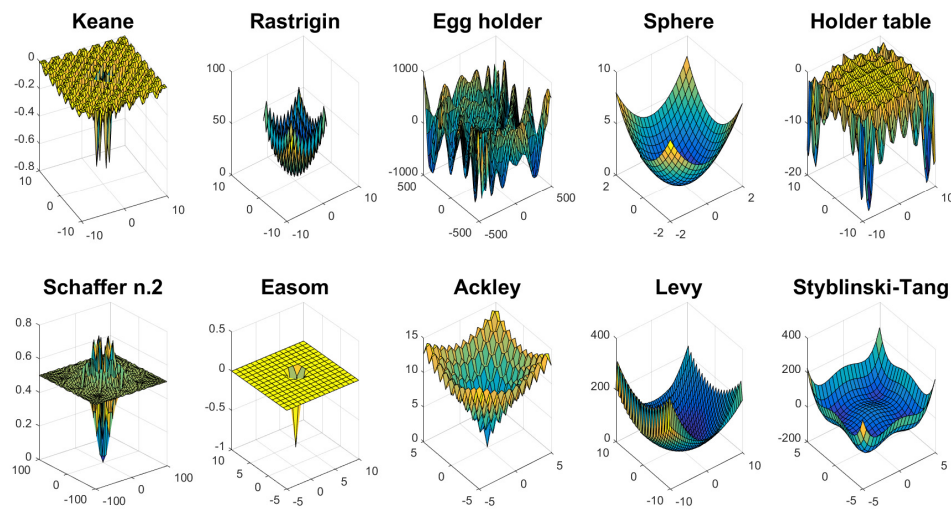 Keane Rastrigin Egg holder Sphere Holder table
0 100 1000 10 0
-0.2
-0.4 50 0 5 -10
-0.6
-0.8 0 -1000 0 -20
10 10 500 2 10
0 0 0 0 0
-10 -10 0 10 -10 -10 0 10 -500 -500 0 500 -2 -2 0 2 -10 -10 0 10
Schaffer n.2 Easom Ackley Levy Styblinski-Tang
0.8 0.5 15 400 400
0.6 0 10 200 200
0.4 -0.5 5 0
0.2
0 -1 0 0 -200
100 10 5 10 5
0 5 0 0 0
-100 -100 0 100 0 -5 -5 0 5 10 -5 -5 0 5 -10 -10 0 10 -5 -5 0 5